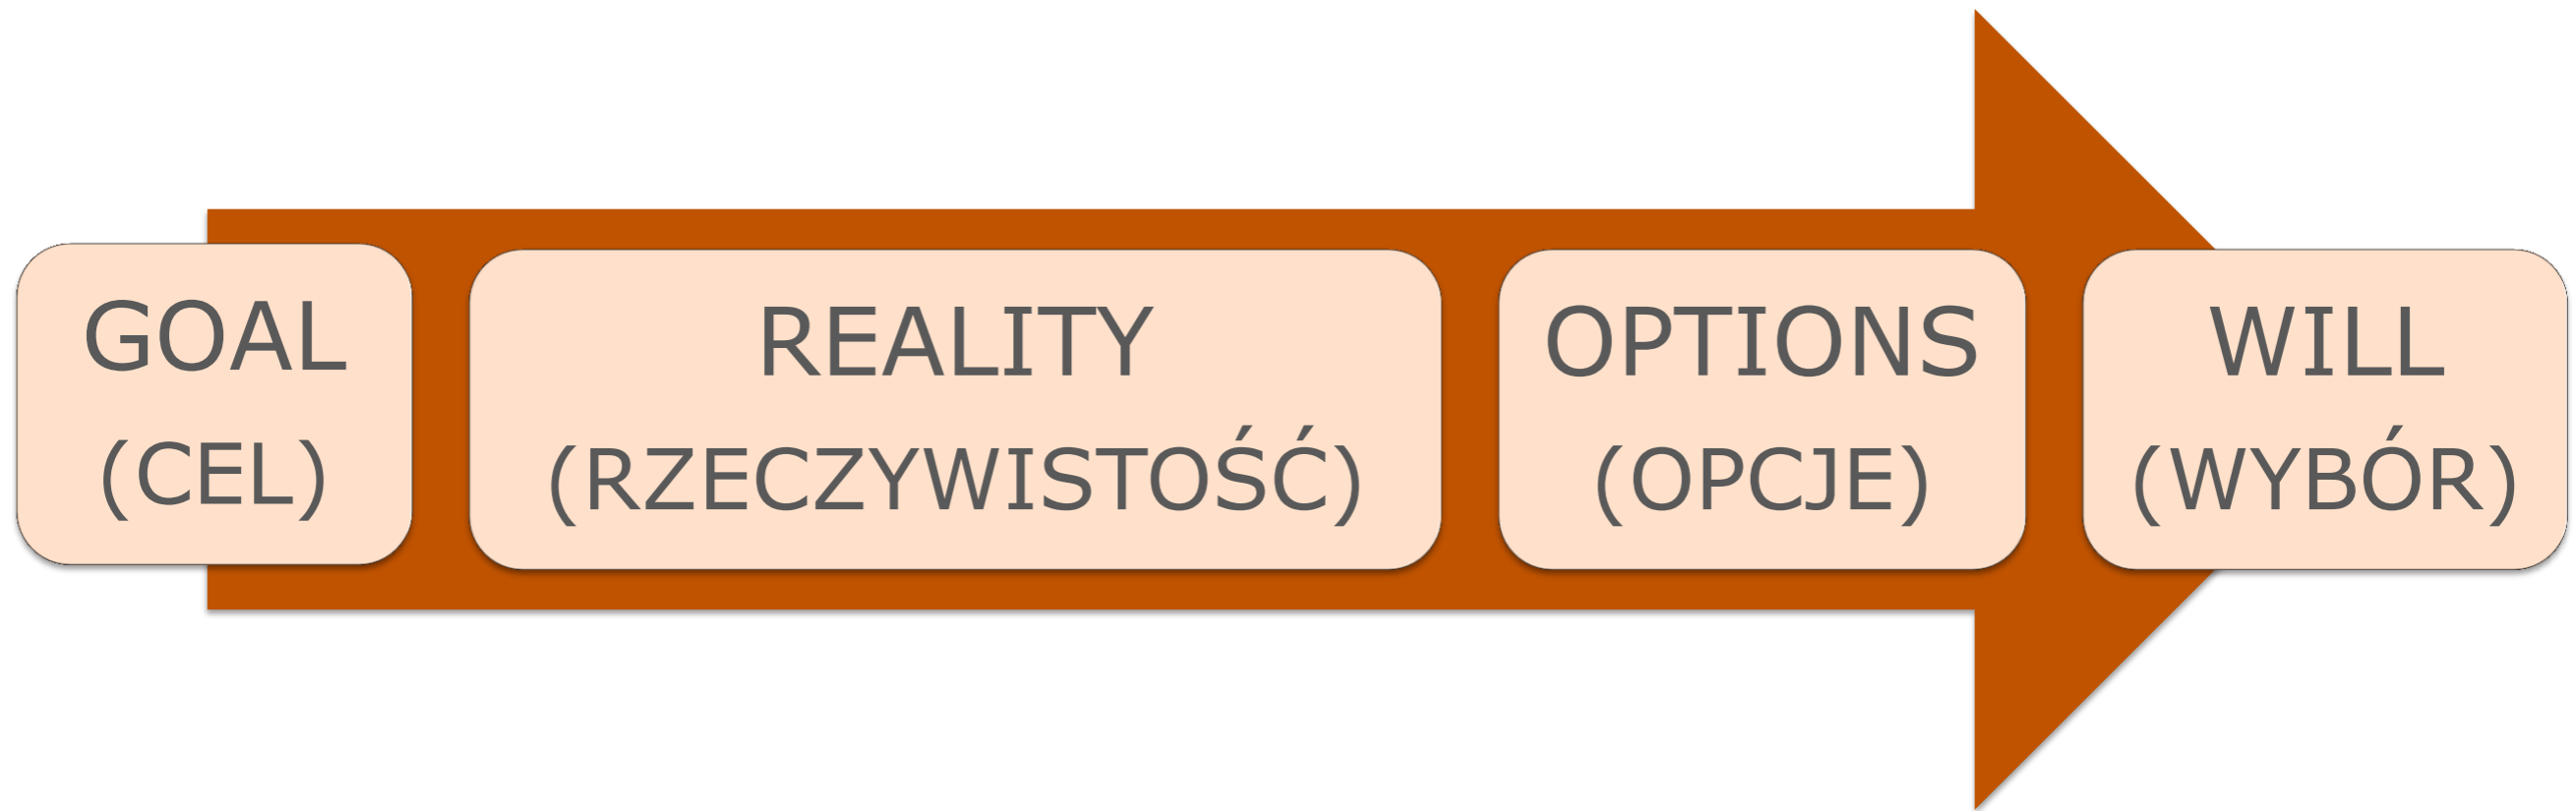 GOAL
(CEL)
REALITY
(RZECZYWISTOŚĆ)
OPTIONS
(OPCJE)
WILL
(WYBÓR)